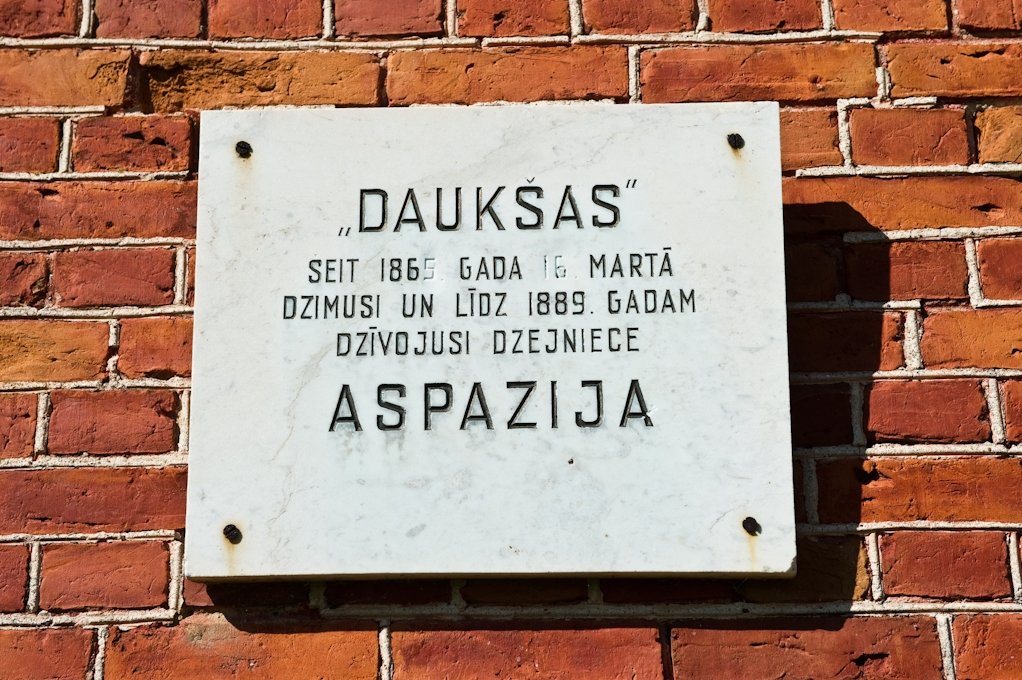 „DAUKŠAS”
SEIT 1865. GADA 16. MARTĀ
DZIMUSI UN LĪDZ 1889. GADAM
DZĪVOJUSI DZEJNIECE
ASPAZIJA